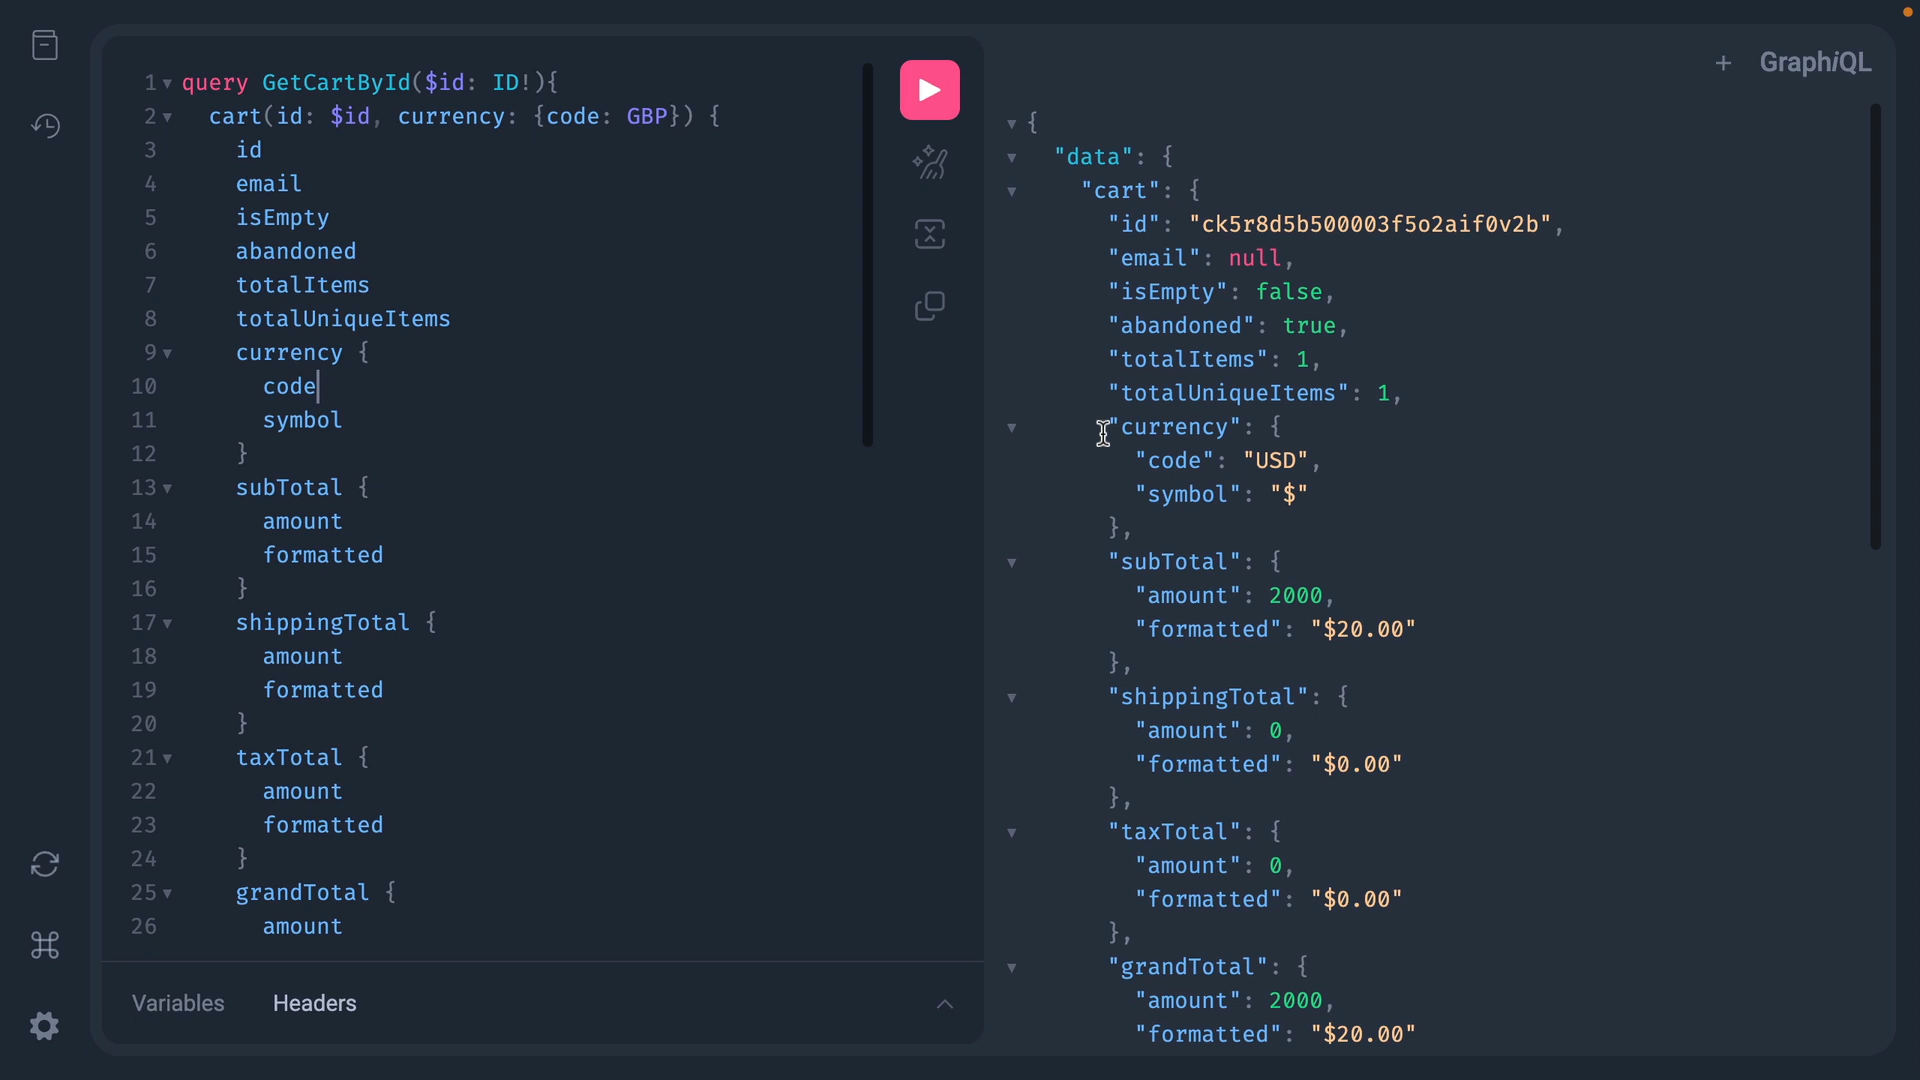 1 query GetCartById($id: ID!){
2 cart(id: $id, currency: {code: GBP}) {
3 id
4 email
5 isEmpty
6 abandoned
7 totalItems
8 totalUniqueItems
9 currency {
10 code
11 symbol
12 }
13 subTotal {
14 amount
15 formatted
16 }
17 shippingTotal {
18 amount
19 formatted
20 }
21 taxTotal {
22 amount
23 formatted
24 }
25 grandTotal {
26 amount
Variables Headers
+ GraphiQL
{
"data": {
"cart": {
"id": "ck5r8d5b500003f5o2aif0v2b",
"email": null,
"isEmpty": false,
"abandoned": true,
"totalItems": 1,
"totalUniqueItems": 1,
"currency": {
"code": "USD",
"symbol": "$"
},
"subTotal": {
"amount": 2000,
"formatted": "$20.00"
},
"shippingTotal": {
"amount": 0,
"formatted": "$0.00"
},
"taxTotal": {
"amount": 0,
"formatted": "$0.00"
},
"grandTotal": {
"amount": 2000,
"formatted": "$20.00"